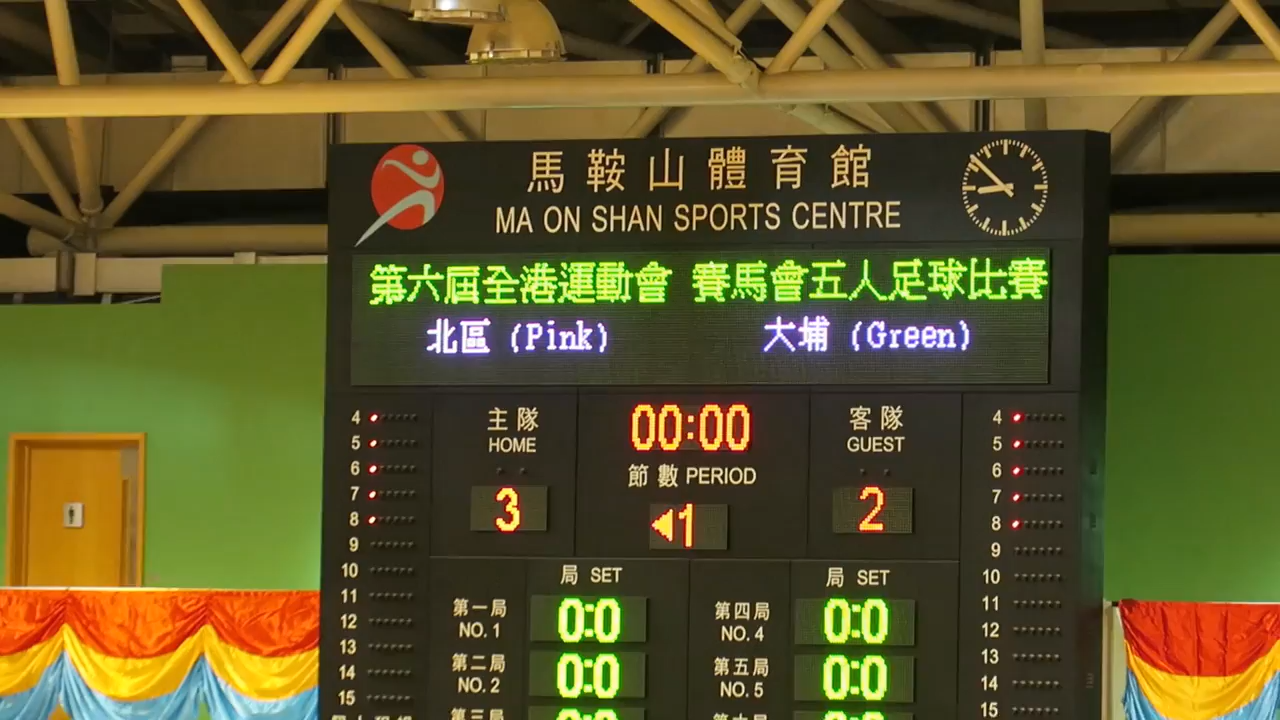 馬鞍山體育館
MA ON SHAN SPORTS CENTRE
第六屆全港運動會 賽馬會五人足球比賽
北區 (Pink) 大埔 (Green)
主隊 HOME
3
00:00
節數 PERIOD
◀1
客隊 GUEST
2
4
5
6
7
8
9
10
11
12
13
14
15
4
5
6
7
8
9
10
11
12
13
14
15
局 SET
第一局 NO. 1 0:0
第二局 NO. 2 0:0
局 SET
第四局 NO. 4 0:0
第五局 NO. 5 0:0